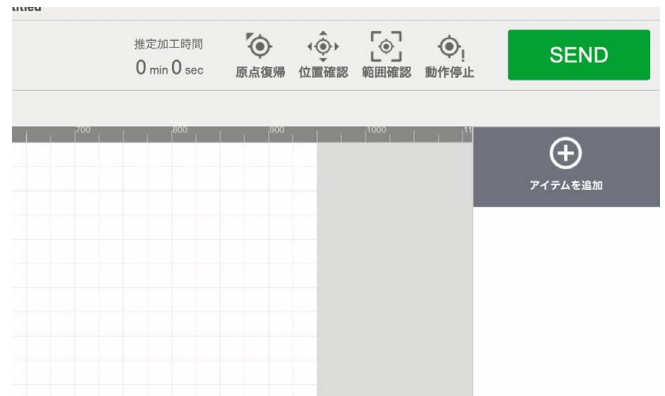 推定加工時間
0 min 0 sec
原点復帰
位置確認
範囲確認
動作停止
SEND
700
800
900
1000
アイテムを追加